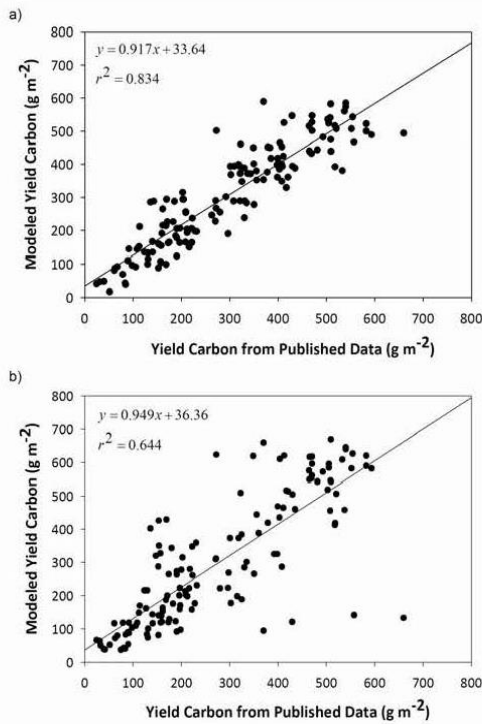 a)
800
y = 0.917x + 33.64
r² = 0.834
700
600
500
400
300
200
100
0
Modeled Yield Carbon (g m⁻²)
0 100 200 300 400 500 600 700 800
Yield Carbon from Published Data (g m⁻²)
b)
800
y = 0.949x + 36.36
r² = 0.644
700
600
500
400
300
200
100
0
Modeled Yield Carbon (g m⁻²)
0 100 200 300 400 500 600 700 800
Yield Carbon from Published Data (g m⁻²)